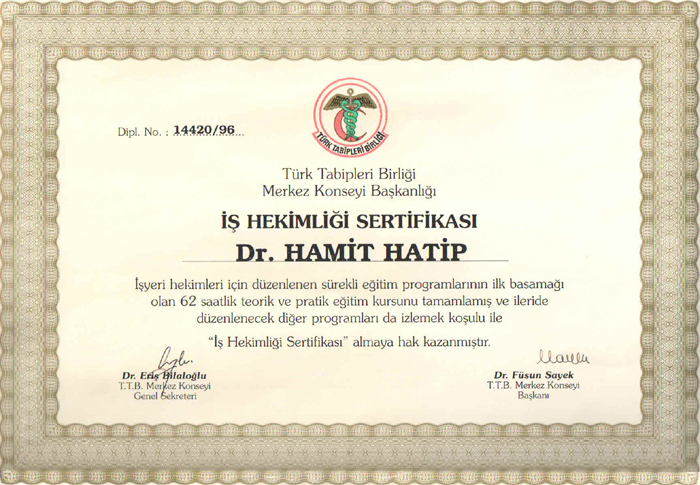 TÜRK TABİPLERİ BİRLİĞİ
Dipl. No. : 14420/96
Türk Tabipleri Birliği
Merkez Konseyi Başkanlığı
İŞ HEKİMLİĞİ SERTİFİKASI
Dr. HAMİT HATİP
İşyeri hekimleri için düzenlenen sürekli eğitim programlarının ilk basamağı
olan 62 saatlik teorik ve pratik eğitim kursunu tamamlamış ve ileride
düzenlenecek diğer programları da izlemek koşulu ile
“İş Hekimliği Sertifikası” almaya hak kazanmıştır.
Dr. Eriş Bilaloğlu
T.T.B. Merkez Konseyi
Genel Sekreteri
Dr. Füsun Sayek
T.T.B. Merkez Konseyi
Başkanı